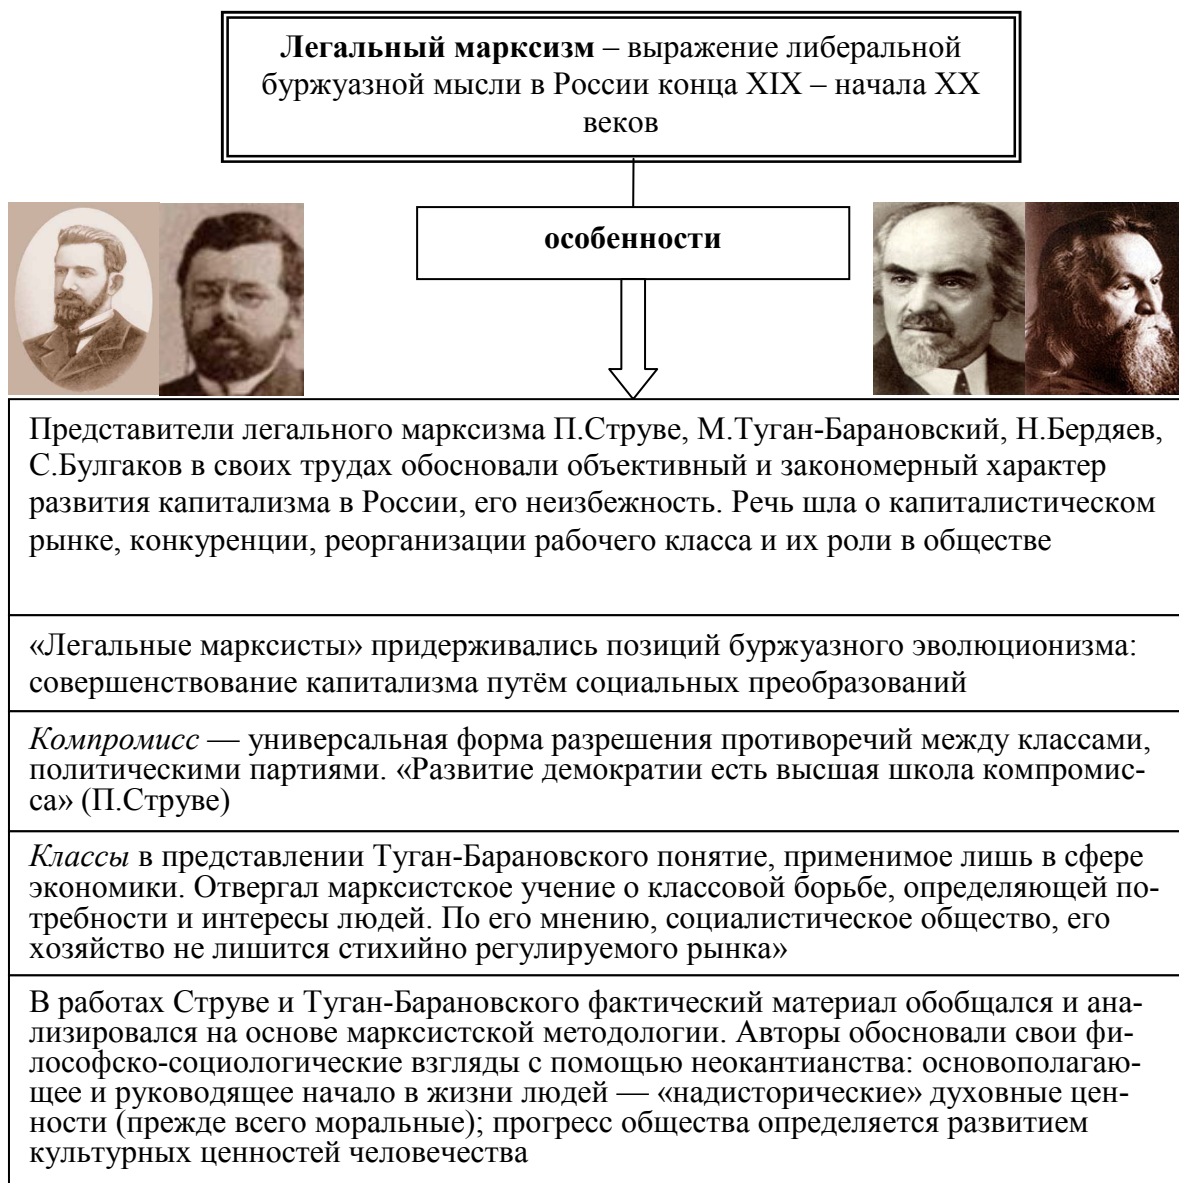 Легальный марксизм – выражение либеральной
буржуазной мысли в России конца XIX – начала XX
веков
особенности
Представители легального марксизма П.Струве, М.Туган-Барановский, Н.Бердяев,
С.Булгаков в своих трудах обосновали объективный и закономерный характер
развития капитализма в России, его неизбежность. Речь шла о капиталистическом
рынке, конкуренции, реорганизации рабочего класса и их роли в обществе
«Легальные марксисты» придерживались позиций буржуазного эволюционизма:
совершенствование капитализма путём социальных преобразований
Компромисс — универсальная форма разрешения противоречий между классами,
политическими партиями. «Развитие демократии есть высшая школа компромис-
са» (П.Струве)
Классы в представлении Туган-Барановского понятие, применимое лишь в сфере
экономики. Отвергал марксистское учение о классовой борьбе, определяющей по-
требности и интересы людей. По его мнению, социалистическое общество, его
хозяйство не лишится стихийно регулируемого рынка»
В работах Струве и Туган-Барановского фактический материал обобщался и ана-
лизировался на основе марксистской методологии. Авторы обосновали свои фи-
лософско-социологические взгляды с помощью неокантианства: основополагаю-
щее и руководящее начало в жизни людей — «надисторические» духовные цен-
ности (прежде всего моральные); прогресс общества определяется развитием
культурных ценностей человечества